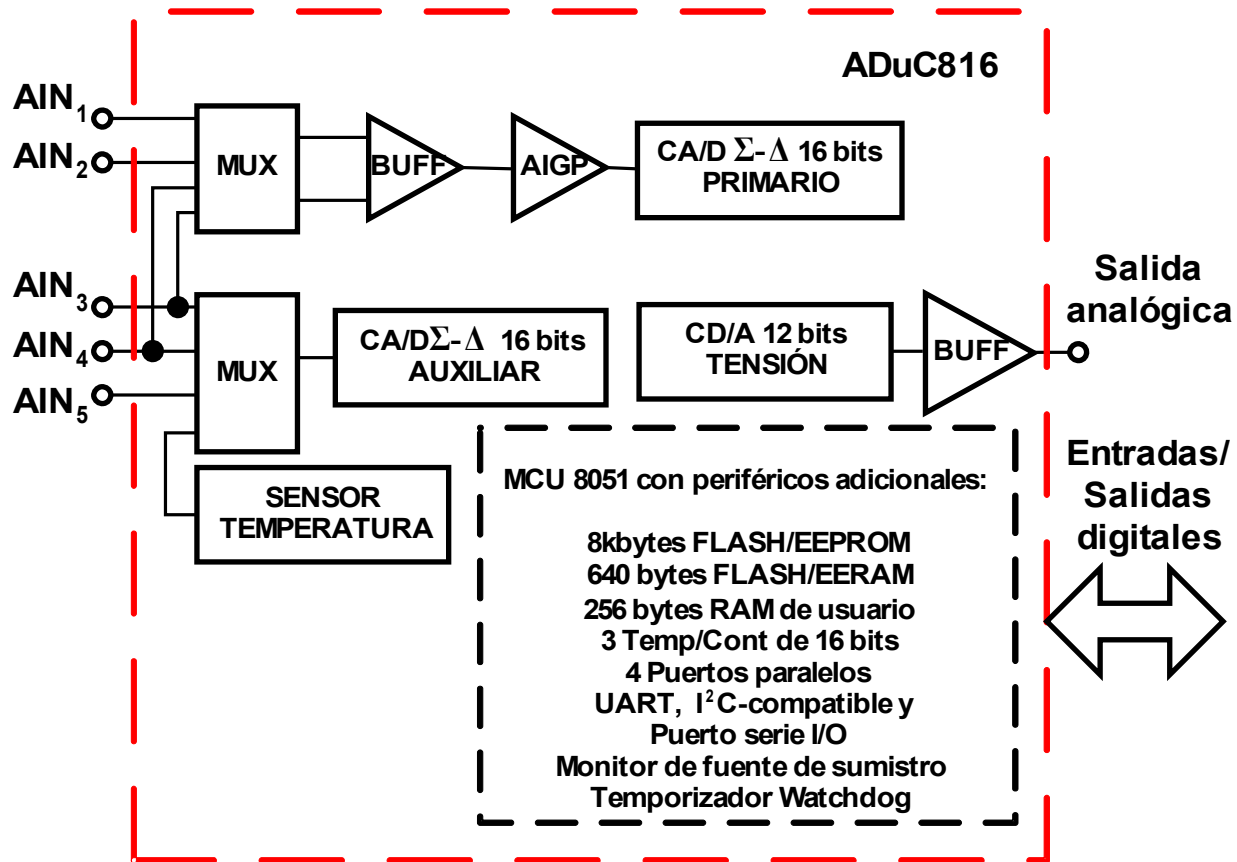 ADuC816
AIN1
AIN2
MUX
BUFF
AIGP
CA/D Σ-Δ 16 bits
PRIMARIO
AIN3
AIN4
AIN5
MUX
CA/DΣ-Δ 16 bits
AUXILIAR
CD/A 12 bits
TENSIÓN
BUFF
Salida
analógica
SENSOR
TEMPERATURA
MCU 8051 con periféricos adicionales:
8kbytes FLASH/EEPROM
640 bytes FLASH/EERAM
256 bytes RAM de usuario
3 Temp/Cont de 16 bits
4 Puertos paralelos
UART, I²C-compatible y
Puerto serie I/O
Monitor de fuente de sumistro
Temporizador Watchdog
Entradas/
Salidas
digitales